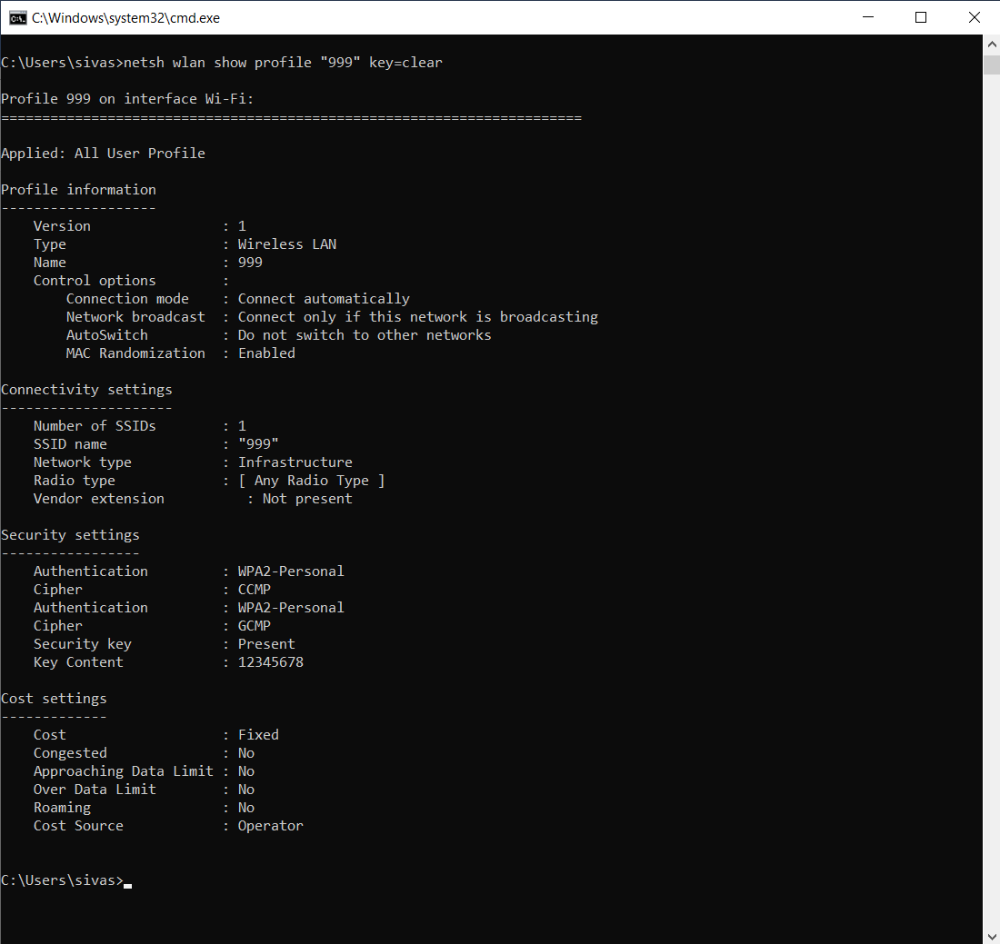 C:\Windows\system32\cmd.exe
C:\Users\sivas>netsh wlan show profile "999" key=clear
Profile 999 on interface Wi-Fi:
=======================================================================
Applied: All User Profile
Profile information
-------------------
    Version                : 1
    Type                   : Wireless LAN
    Name                   : 999
    Control options        :
        Connection mode    : Connect automatically
        Network broadcast  : Connect only if this network is broadcasting
        AutoSwitch         : Do not switch to other networks
        MAC Randomization  : Enabled
Connectivity settings
---------------------
    Number of SSIDs        : 1
    SSID name              : "999"
    Network type           : Infrastructure
    Radio type             : [ Any Radio Type ]
    Vendor extension          : Not present
Security settings
-----------------
    Authentication         : WPA2-Personal
    Cipher                 : CCMP
    Authentication         : WPA2-Personal
    Cipher                 : GCMP
    Security key           : Present
    Key Content            : 12345678
Cost settings
-------------
    Cost                   : Fixed
    Congested              : No
    Approaching Data Limit : No
    Over Data Limit        : No
    Roaming                : No
    Cost Source            : Operator
C:\Users\sivas>